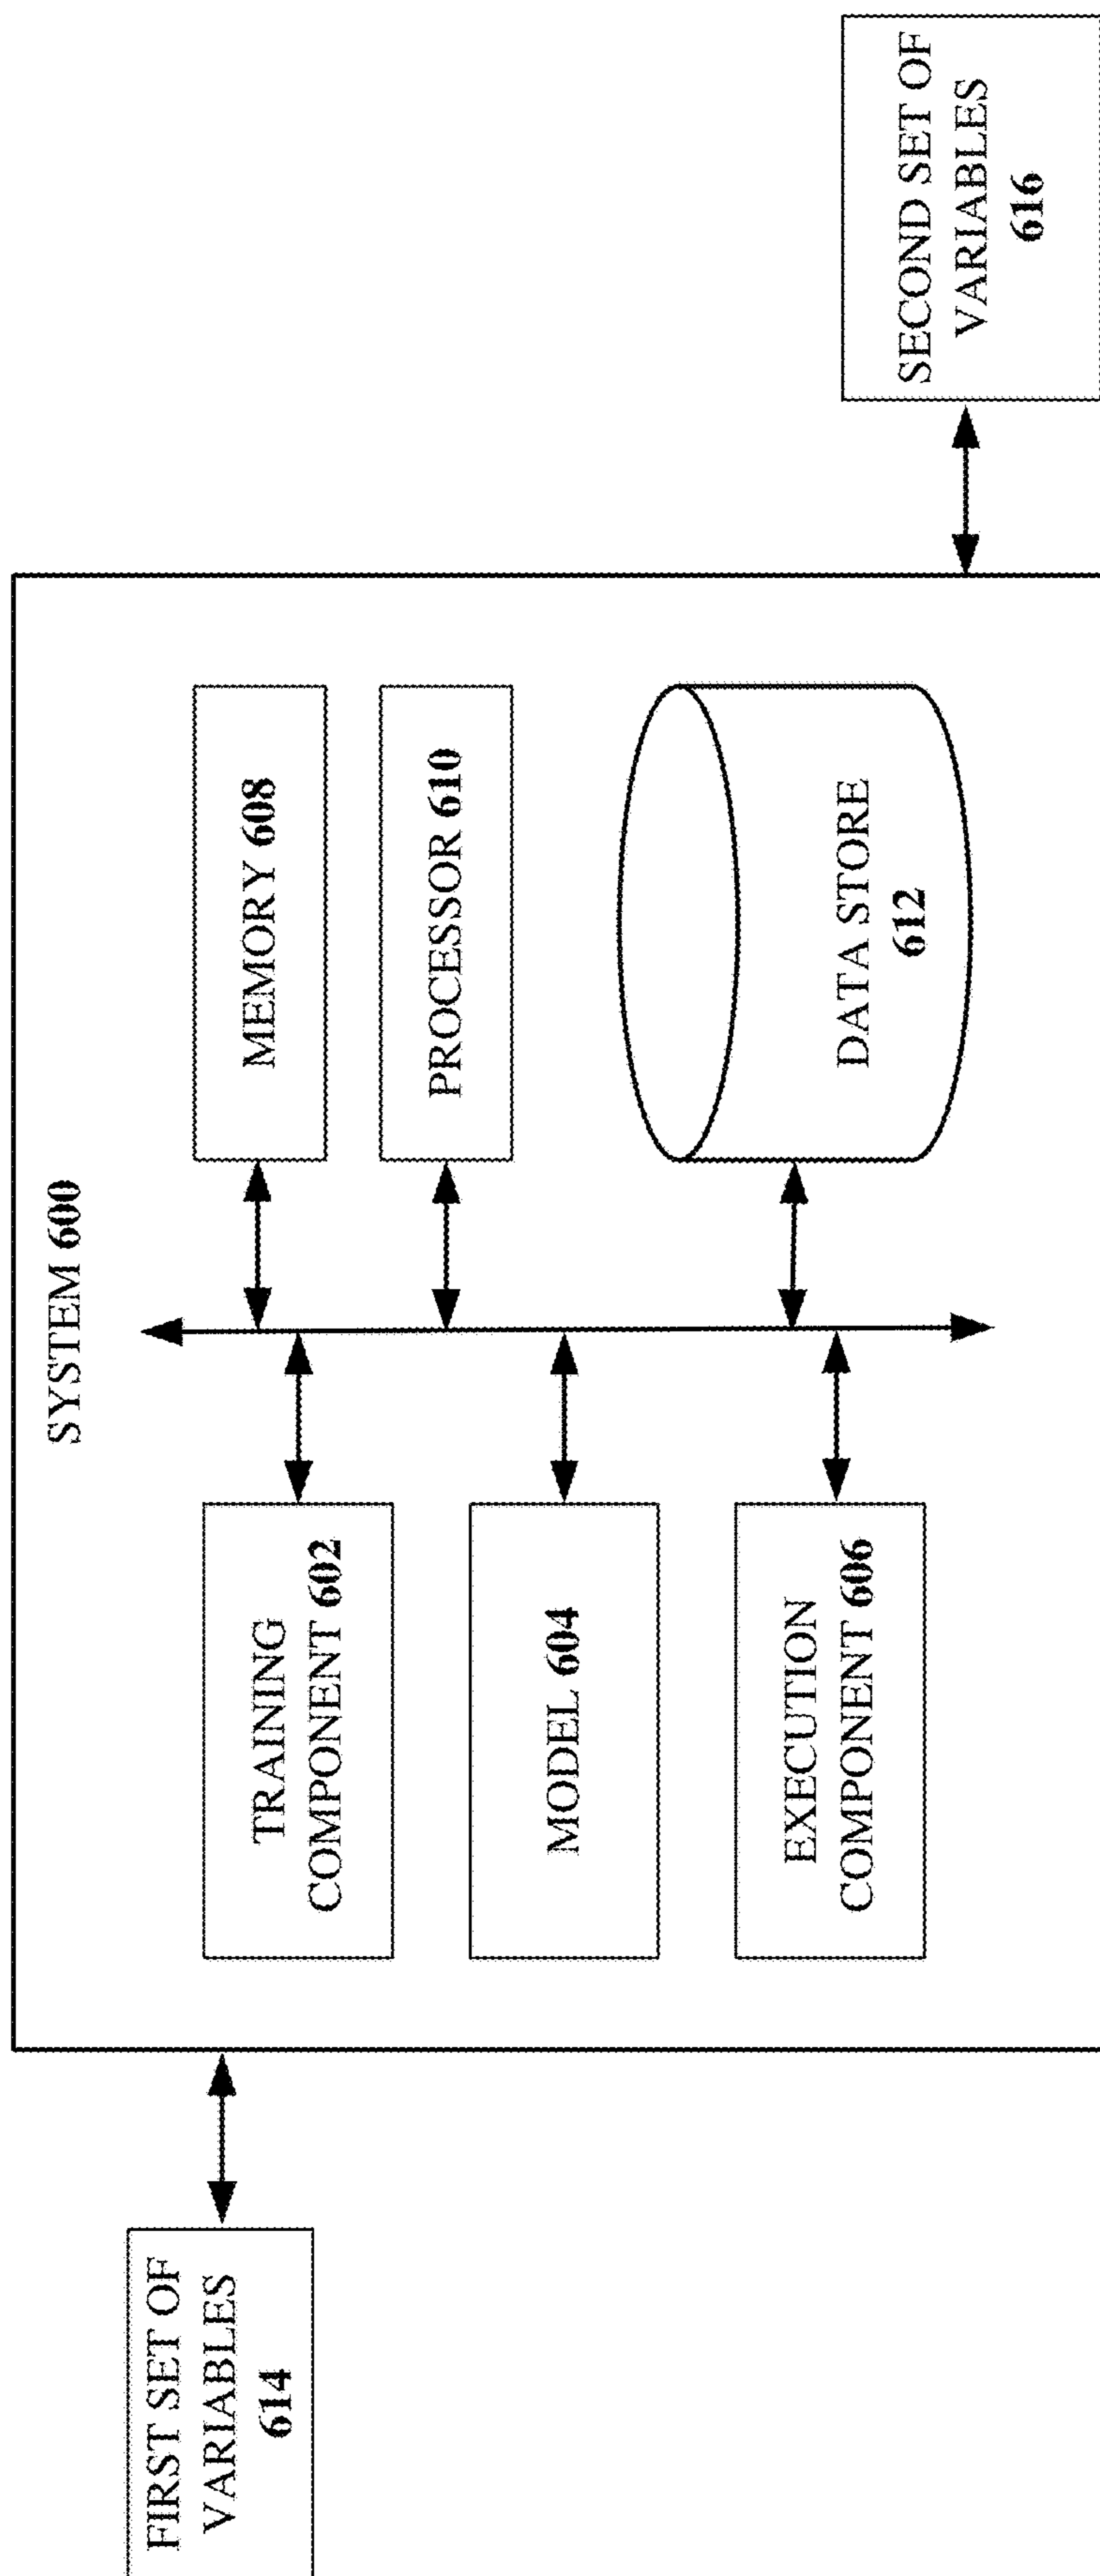 SYSTEM 600
FIRST SET OF
VARIABLES
614
TRAINING
COMPONENT 602
MODEL 604
EXECUTION
COMPONENT 606
MEMORY 608
PROCESSOR 610
DATA STORE
612
SECOND SET OF
VARIABLES
616